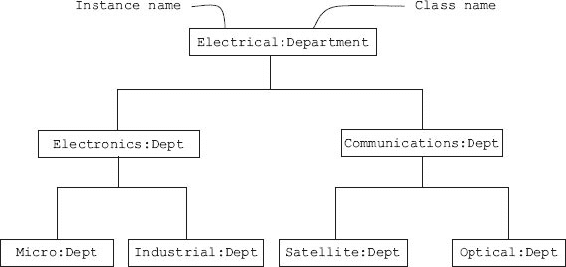 Instance name
Class name
Electrical:Department
Electronics:Dept
Communications:Dept
Micro:Dept
Industrial:Dept
Satellite:Dept
Optical:Dept